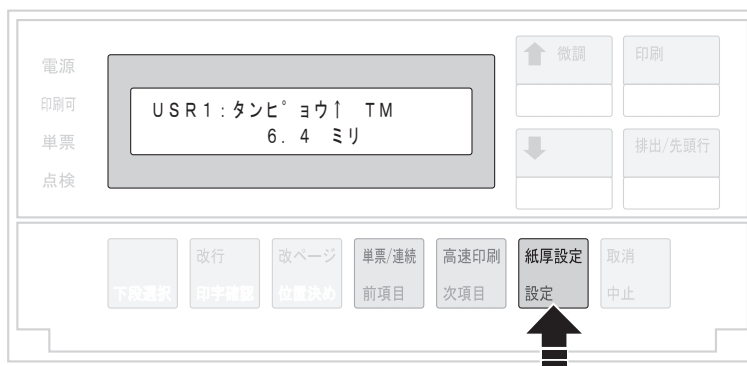 電源
印刷可
単票
点検
USR1:タンピョウ↑ TM
6.4 ミリ
↑ 微調
印刷
↓
排出/先頭行
下段選択
改行
印字確認
改ページ
位置決め
単票/連続
前項目
高速印刷
次項目
紙厚設定
設定
取消
中止